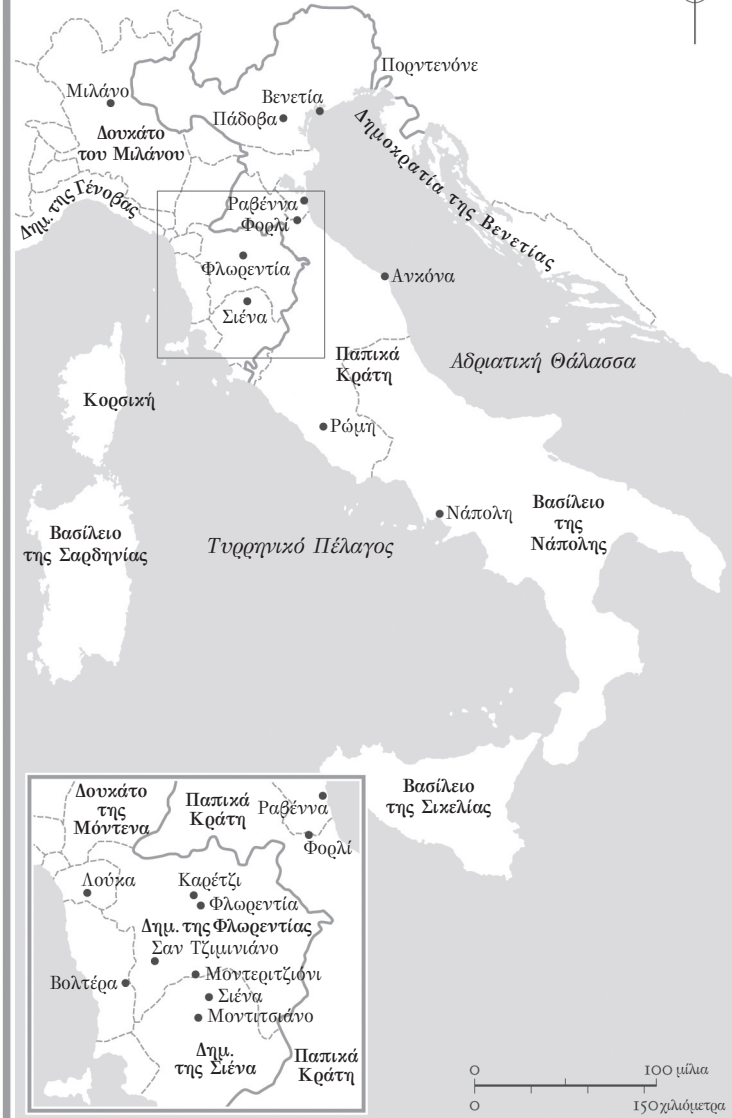 Πορντενόνε
Μιλάνο
Βενετία
Πάδοβα
Δουκάτο
του Μιλάνου
Δημοκρατία της Βενετίας
Δημ. της Γένοβας
Ραβέννα
Φορλί
Φλωρεντία
Σιένα
Ανκόνα
Παπικά
Κράτη
Αδριατική Θάλασσα
Κορσική
Ρώμη
Νάπολη
Βασίλειο
της
Νάπολης
Βασίλειο
της Σαρδηνίας
Τυρρηνικό Πέλαγος
Βασίλειο
της Σικελίας
Δουκάτο
της
Μόντενα
Παπικά
Κράτη
Ραβέννα
Φορλί
Λούκα
Καρέτζι
Φλωρεντία
Δημ. της Φλωρεντίας
Σαν Τζιμινιάνο
Μοντεριτζιόνι
Βολτέρα
Σιένα
Μοντιτσιάνο
Δημ.
της Σιένα
Παπικά
Κράτη
0 100 μίλια
0 150 χιλιόμετρα